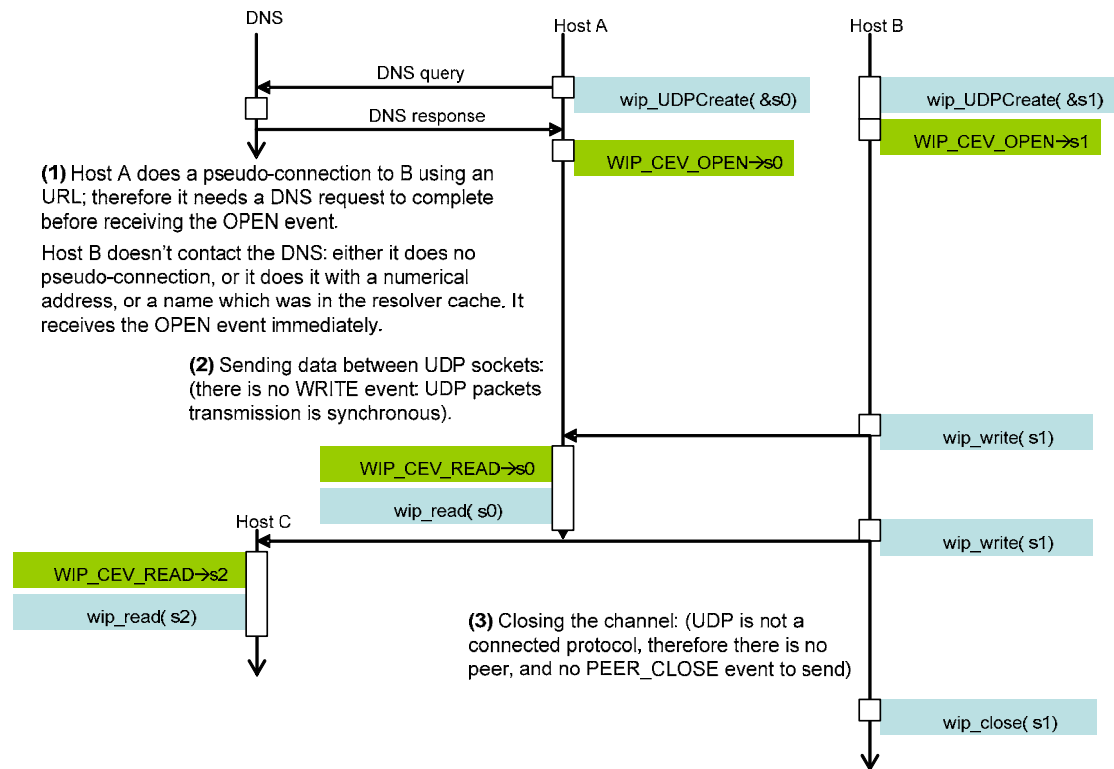 DNS
Host A
Host B
DNS query
wip_UDPCreate( &s0)
wip_UDPCreate( &s1)
DNS response
WIP_CEV_OPEN→s0
WIP_CEV_OPEN→s1
(1) Host A does a pseudo-connection to B using an
URL; therefore it needs a DNS request to complete
before receiving the OPEN event.
Host B doesn't contact the DNS: either it does no
pseudo-connection, or it does it with a numerical
address, or a name which was in the resolver cache. It
receives the OPEN event immediately.
(2) Sending data between UDP sockets:
(there is no WRITE event: UDP packets
transmission is synchronous).
wip_write( s1)
WIP_CEV_READ→s0
wip_read( s0)
Host C
wip_write( s1)
WIP_CEV_READ→s2
wip_read( s2)
(3) Closing the channel: (UDP is not a
connected protocol, therefore there is no
peer, and no PEER_CLOSE event to send)
wip_close( s1)